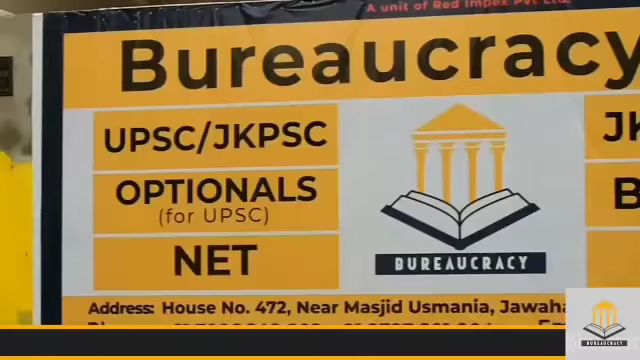 A unit of Red Impex Pvt Ltd.
Bureaucracy
UPSC/JKPSC
OPTIONALS
(for UPSC)
NET
BUREAUCRACY
JK
B
Address: House No. 472, Near Masjid Usmania, Jawaha
BUREAUCRACY